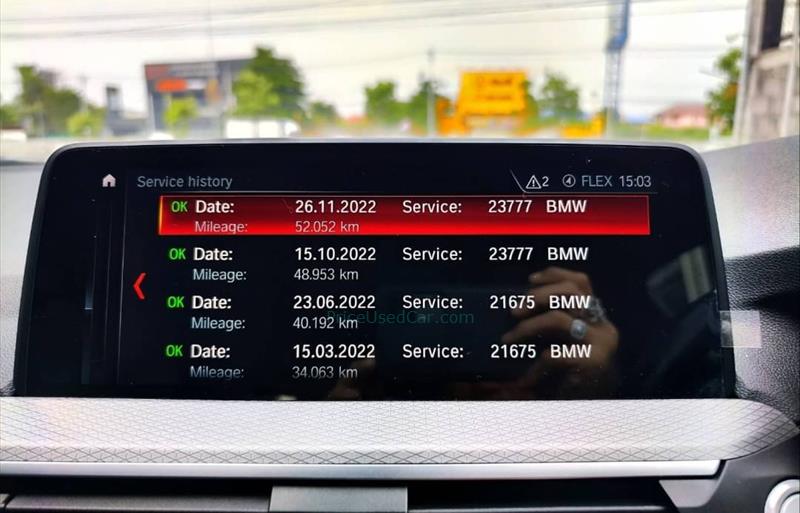 Service history 2 FLEX 15:03
OK Date: 26.11.2022 Service: 23777 BMW
Mileage: 52.052 km
OK Date: 15.10.2022 Service: 23777 BMW
Mileage: 48.953 km
OK Date: 23.06.2022 Service: 21675 BMW
Mileage: 40.192 km
PriceUsedCar.com
OK Date: 15.03.2022 Service: 21675 BMW
Mileage: 34.063 km